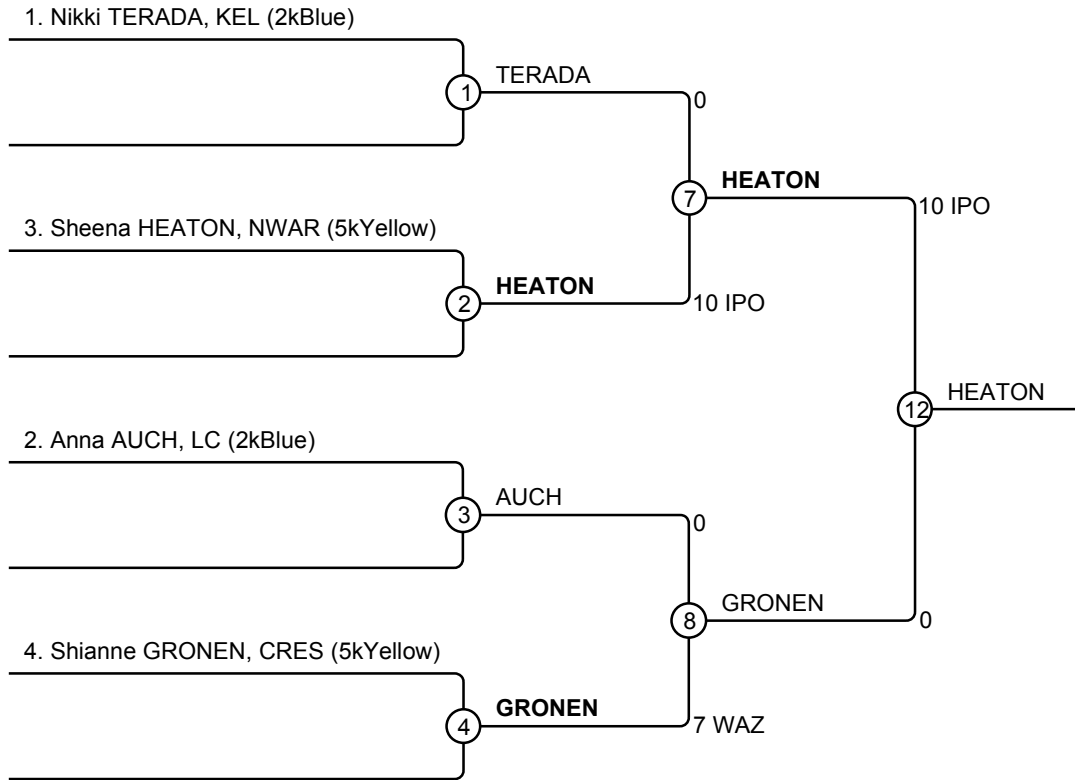 1. Nikki TERADA, KEL (2kBlue)
1
TERADA
0
7
HEATON
10 IPO
3. Sheena HEATON, NWAR (5kYellow)
2
HEATON
10 IPO
12
HEATON
2. Anna AUCH, LC (2kBlue)
3
AUCH
0
8
GRONEN
0
4. Shianne GRONEN, CRES (5kYellow)
4
GRONEN
7 WAZ